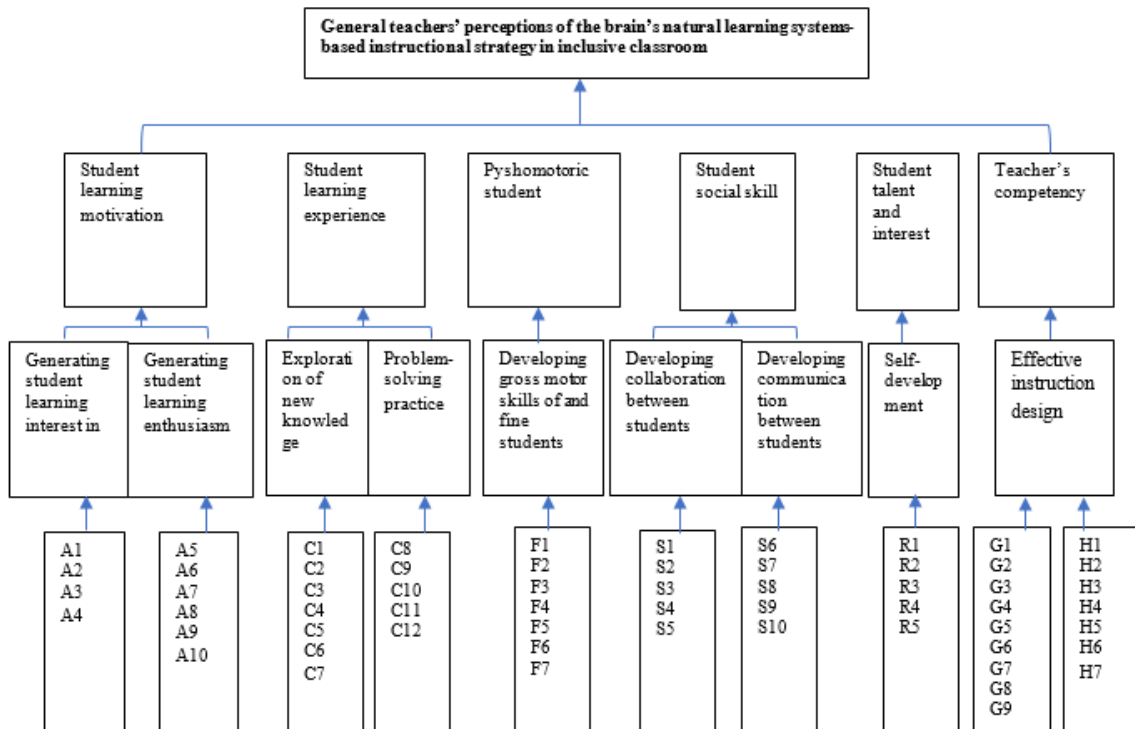 General teachers' perceptions of the brain's natural learning systems-
based instructional strategy in inclusive classroom
Student
learning
motivation
Student
learning
experience
Pyshomotoric
student
Student
social skill
Student
talent
and
interest
Teacher's
competency
Generating
student
learning
interest in
Generating
student
learning
enthusiasm
Explorati
on of
new
knowled
ge
Problem-
solving
practice
Developing
gross motor
skills of and
fine
students
Developing
collaboration
between
students
Developing
communica
tion between
students
Self-
develop
ment
Effective
instruction
design
A1
A2
A3
A4
A5
A6
A7
A8
A9
A10
C1
C2
C3
C4
C5
C6
C7
C8
C9
C10
C11
C12
F1
F2
F3
F4
F5
F6
F7
S1
S2
S3
S4
S5
S6
S7
S8
S9
S10
R1
R2
R3
R4
R5
G1
G2
G3
G4
G5
G6
G7
G8
G9
H1
H2
H3
H4
H5
H6
H7